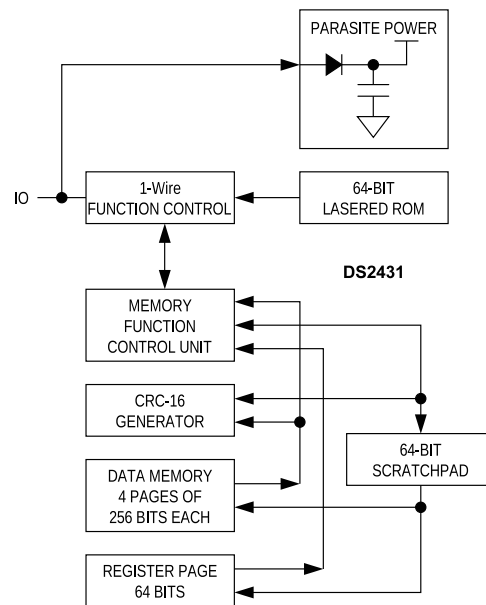 PARASITE POWER
IO
1-Wire
FUNCTION CONTROL
64-BIT
LASERED ROM
DS2431
MEMORY
FUNCTION
CONTROL UNIT
CRC-16
GENERATOR
64-BIT
SCRATCHPAD
DATA MEMORY
4 PAGES OF
256 BITS EACH
REGISTER PAGE
64 BITS